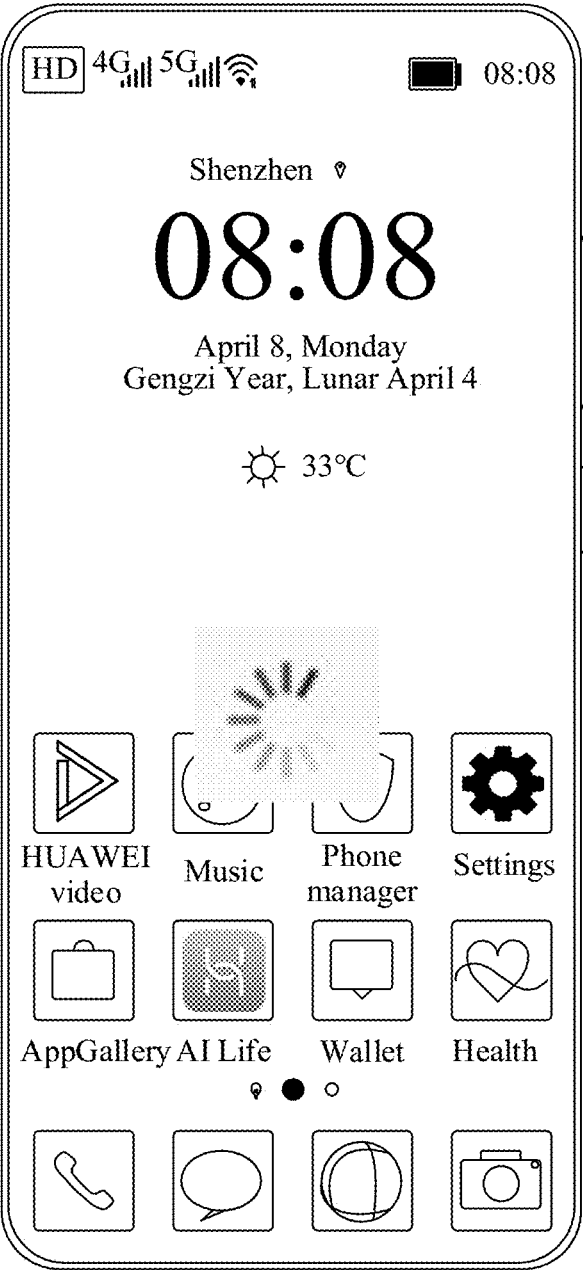 HD 4G 5G 08:08
Shenzhen
08:08
April 8, Monday
Gengzi Year, Lunar April 4
33°C
HUAWEI video
Music
Phone manager
Settings
AppGallery
AI Life
Wallet
Health